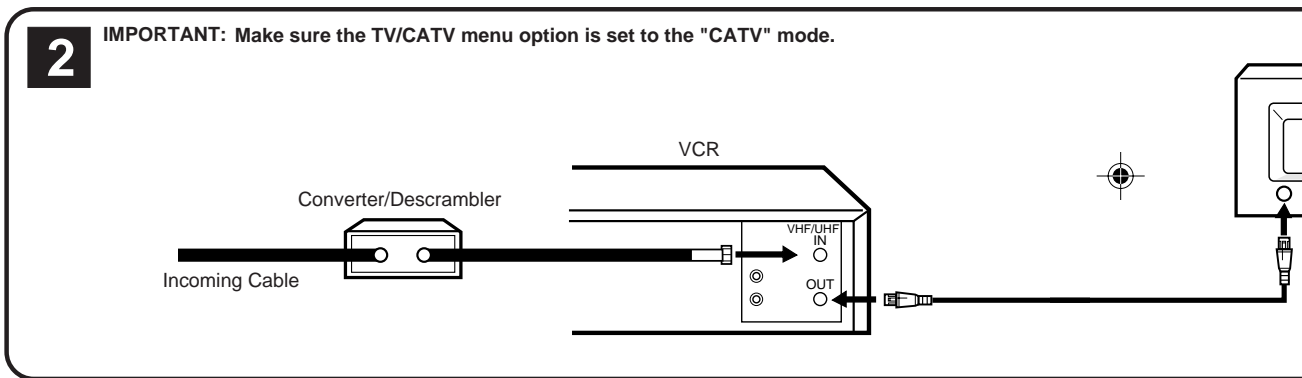 2
IMPORTANT: Make sure the TV/CATV menu option is set to the "CATV" mode.
VCR
Converter/Descrambler
VHF/UHF
IN
Incoming Cable
OUT